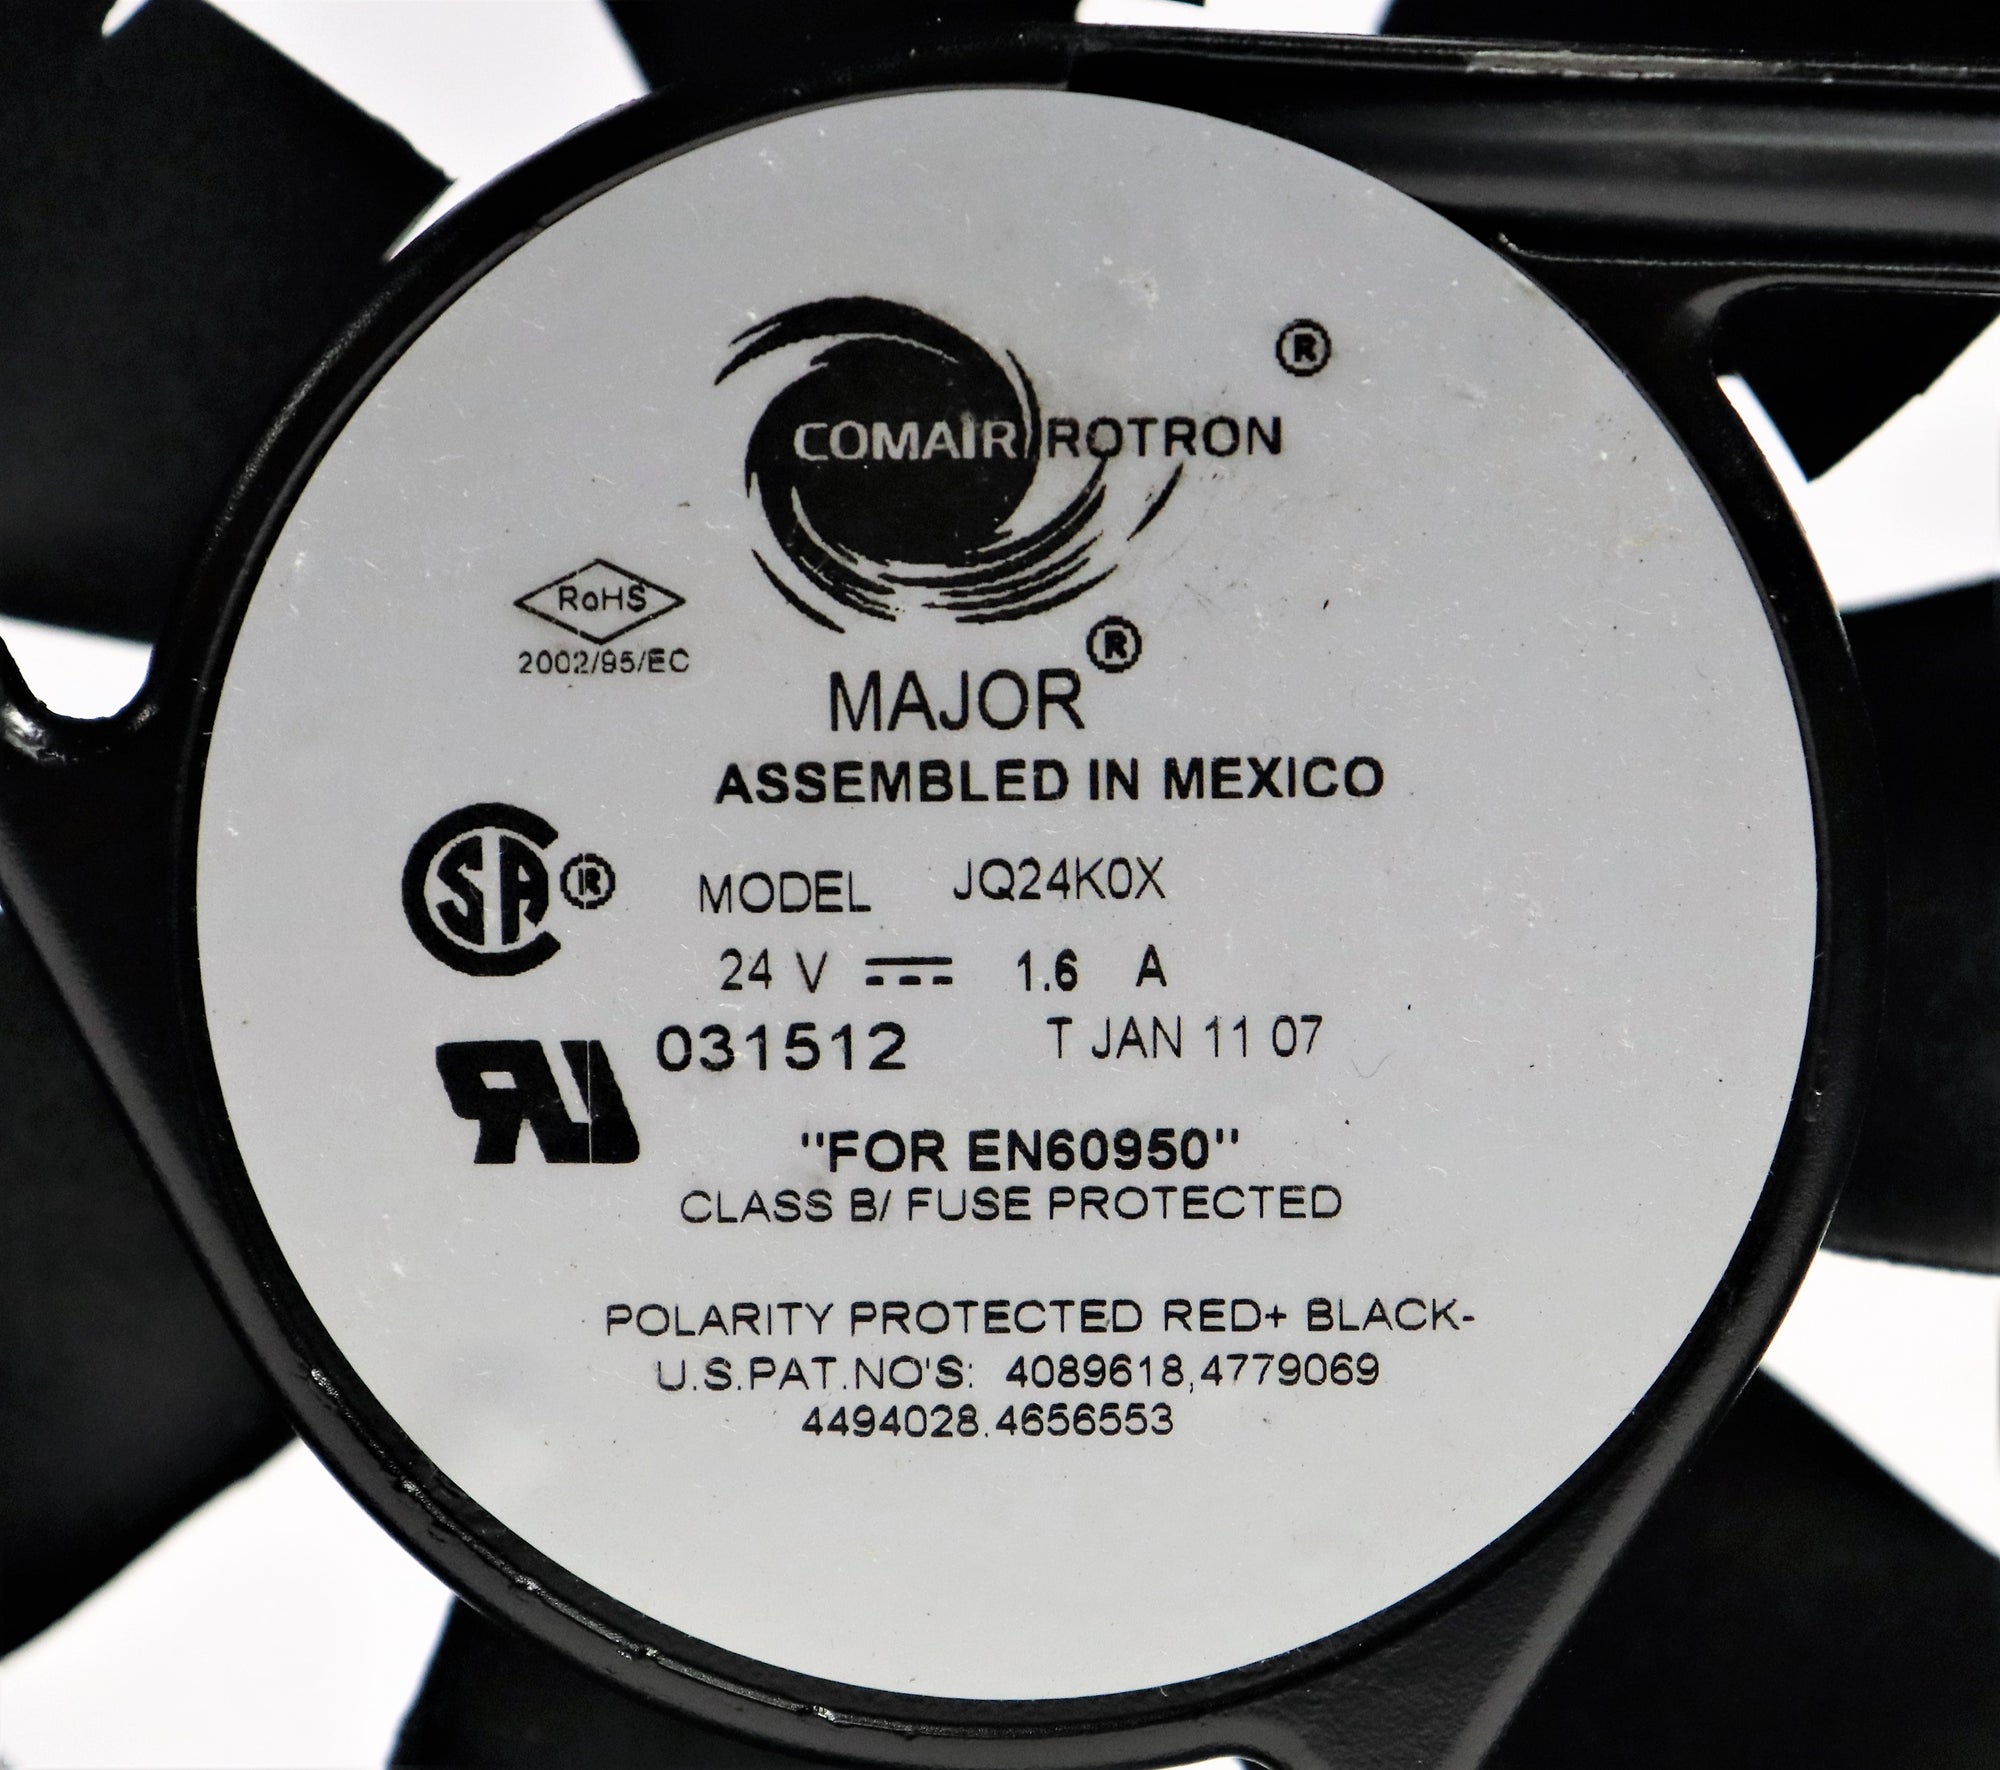 ®
COMAIR ROTRON
RoHS
2002/95/EC
MAJOR®
ASSEMBLED IN MEXICO
SA®
MODEL JQ24K0X
24 V ⎓ 1.6 A
031512 T JAN 11 07
"FOR EN60950"
CLASS B/ FUSE PROTECTED
POLARITY PROTECTED RED+ BLACK-
U.S.PAT.NO'S: 4089618,4779069
4494028.4656553